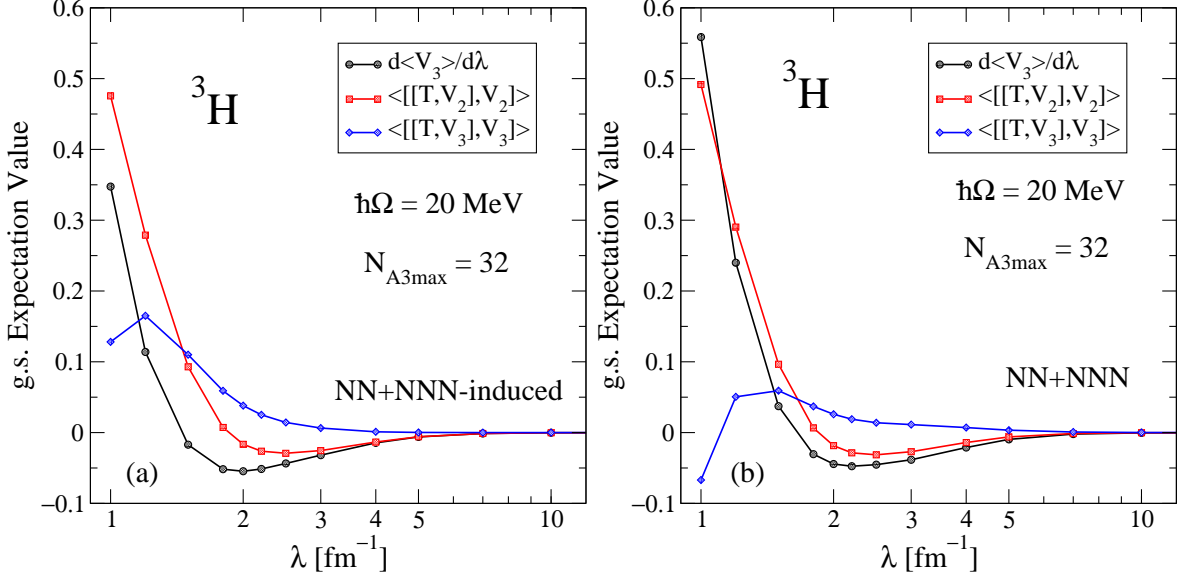 0.6
0.5
0.4
0.3
0.2
0.1
0
−0.1
g.s. Expectation Value
³H
d<V₃>/dλ
<[[T,V₂],V₂]>
<[[T,V₃],V₃]>
ħΩ = 20 MeV
N_A3max = 32
NN+NNN-induced
(a)
1 2 3 4 5 10
λ [fm⁻¹]
0.6
0.5
0.4
0.3
0.2
0.1
0
−0.1
g.s. Expectation Value
³H
d<V₃>/dλ
<[[T,V₂],V₂]>
<[[T,V₃],V₃]>
ħΩ = 20 MeV
N_A3max = 32
NN+NNN
(b)
1 2 3 4 5 10
λ [fm⁻¹]